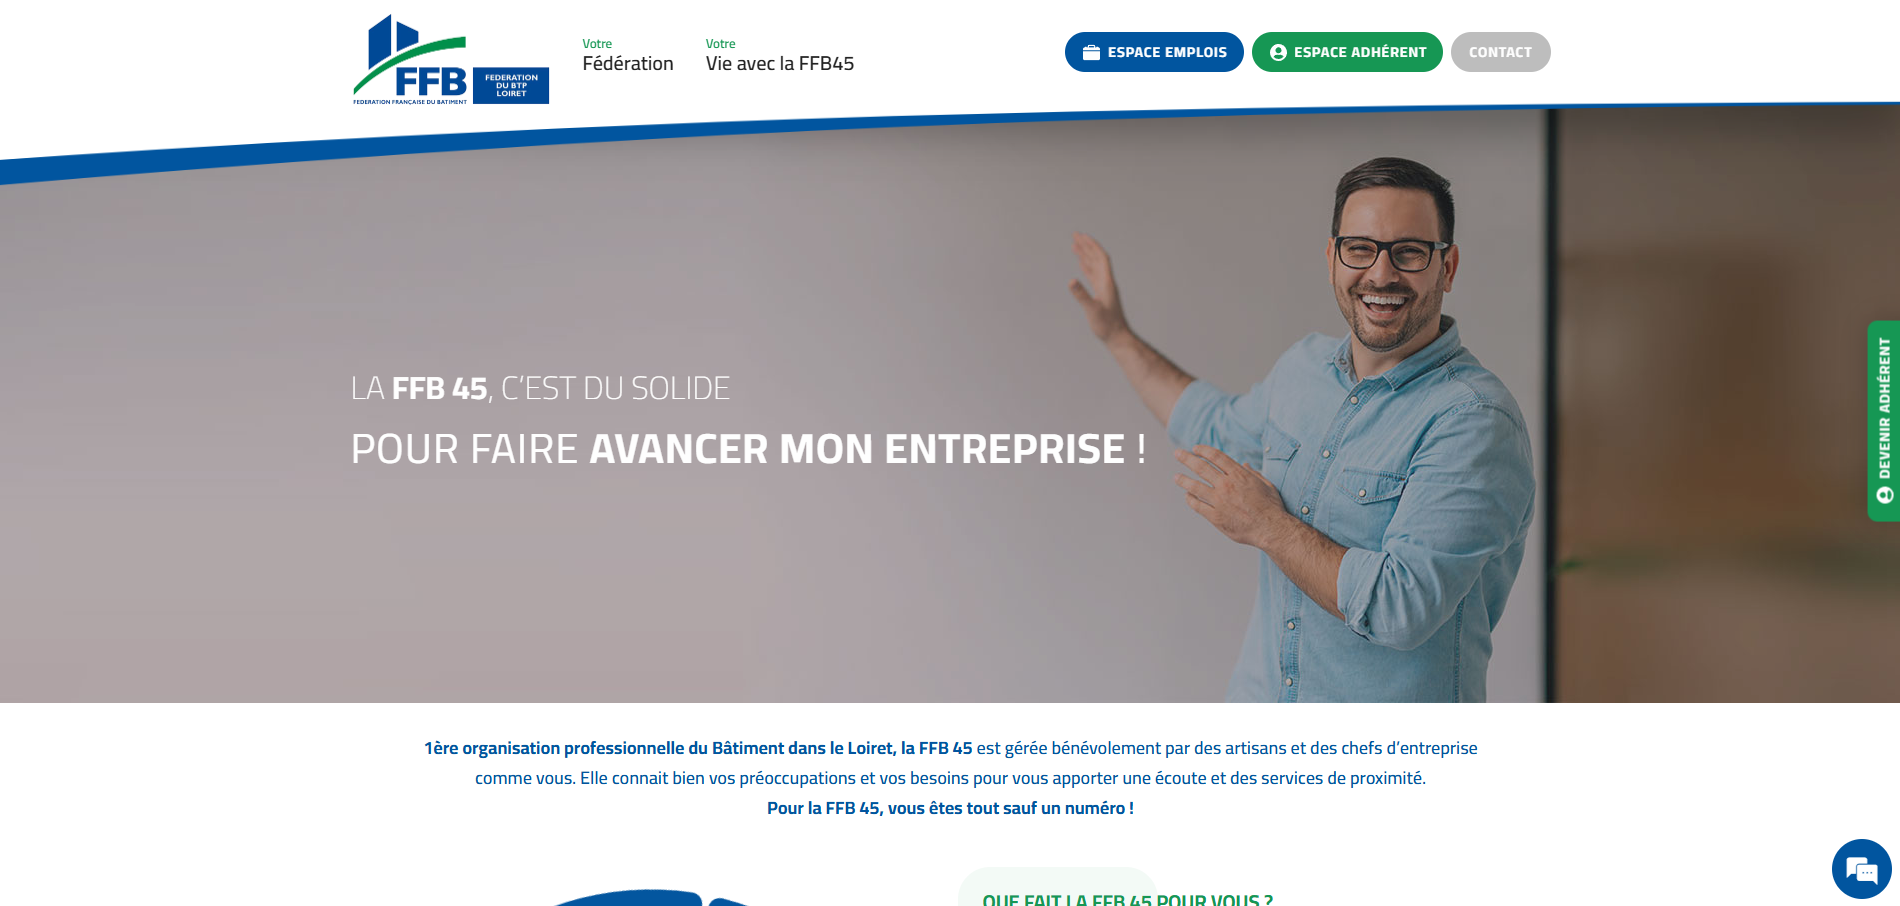 FFB
FEDERATION FRANÇAISE DU BATIMENT
FEDERATION
DU BTP
LOIRET
Votre
Fédération
Votre
Vie avec la FFB45
ESPACE EMPLOIS
ESPACE ADHÉRENT
CONTACT
LA FFB 45, C’EST DU SOLIDE
POUR FAIRE AVANCER MON ENTREPRISE !
DEVENIR ADHÉRENT
1ère organisation professionnelle du Bâtiment dans le Loiret, la FFB 45 est gérée bénévolement par des artisans et des chefs d’entreprise
comme vous. Elle connait bien vos préoccupations et vos besoins pour vous apporter une écoute et des services de proximité.
Pour la FFB 45, vous êtes tout sauf un numéro !
QUE FAIT LA FFB 45 POUR VOUS ?